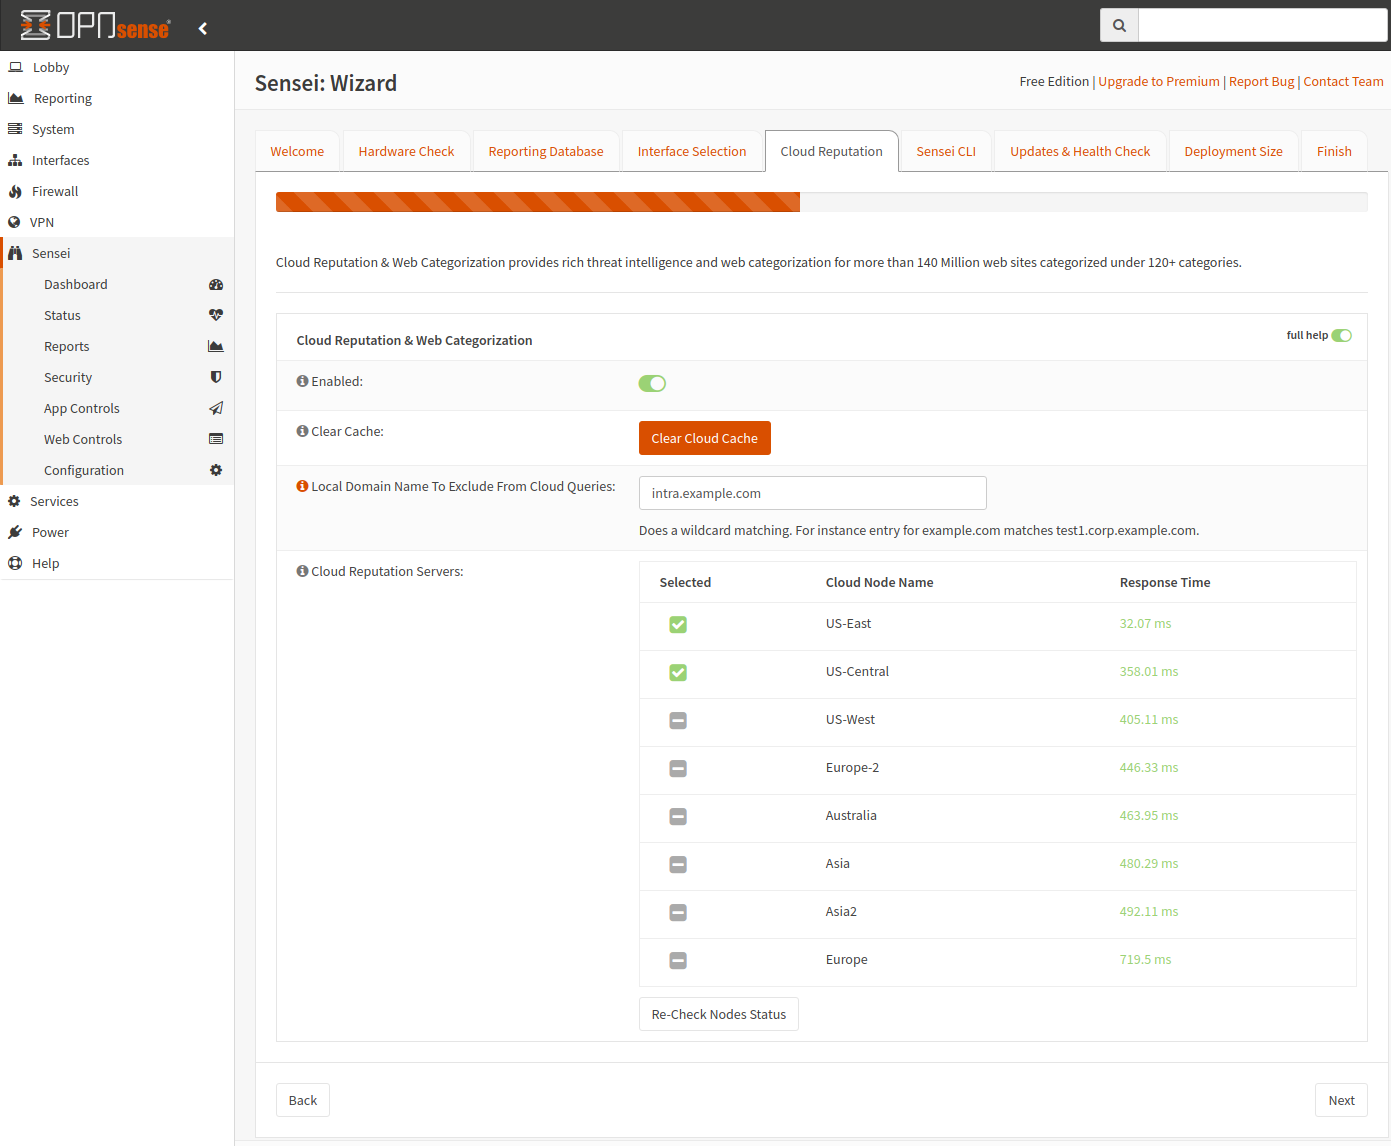 OPNsense®
Sensei: Wizard
Free Edition | Upgrade to Premium | Report Bug | Contact Team
Lobby
Reporting
System
Interfaces
Firewall
VPN
Sensei
Dashboard
Status
Reports
Security
App Controls
Web Controls
Configuration
Services
Power
Help
Welcome
Hardware Check
Reporting Database
Interface Selection
Cloud Reputation
Sensei CLI
Updates & Health Check
Deployment Size
Finish
Cloud Reputation & Web Categorization provides rich threat intelligence and web categorization for more than 140 Million web sites categorized under 120+ categories.
Cloud Reputation & Web Categorization
full help
Enabled:
Clear Cache:
Clear Cloud Cache
Local Domain Name To Exclude From Cloud Queries:
intra.example.com
Does a wildcard matching. For instance entry for example.com matches test1.corp.example.com.
Cloud Reputation Servers:
Selected Cloud Node Name Response Time
US-East 32.07 ms
US-Central 358.01 ms
US-West 405.11 ms
Europe-2 446.33 ms
Australia 463.95 ms
Asia 480.29 ms
Asia2 492.11 ms
Europe 719.5 ms
Re-Check Nodes Status
Back
Next